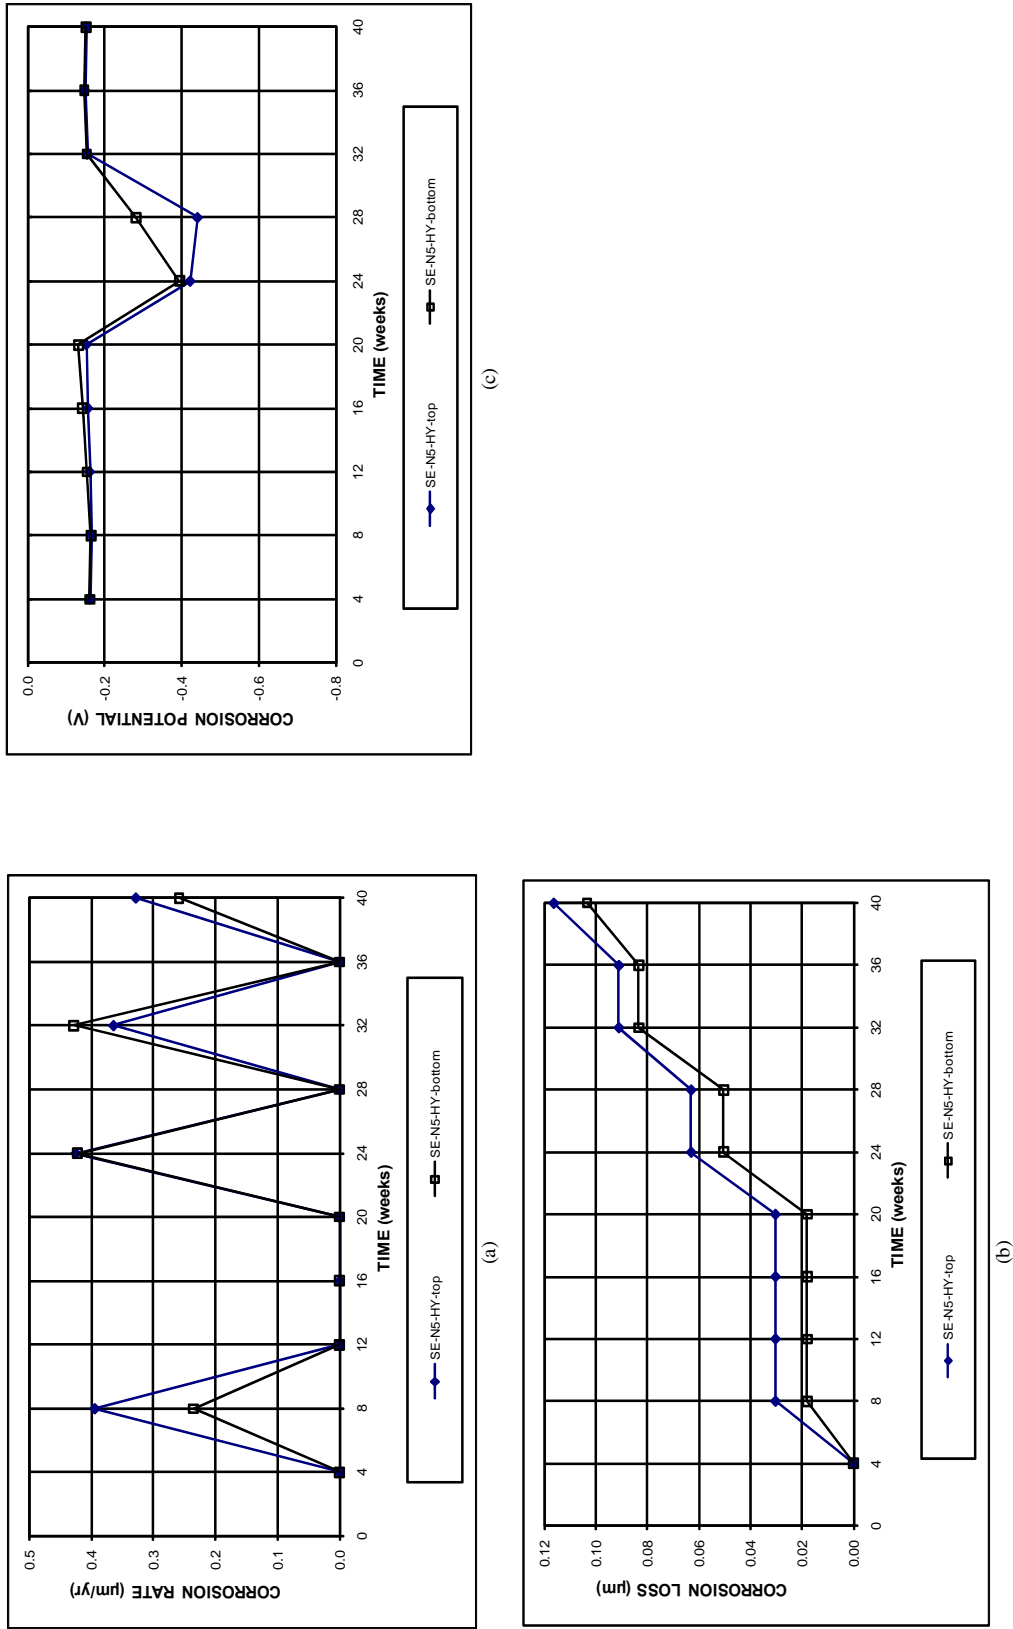 0.5
0.4
0.3
0.2
0.1
0.0
CORROSION RATE (µm/yr)
0 4 8 12 16 20 24 28 32 36 40
TIME (weeks)
SE-N5-HY-top SE-N5-HY-bottom
(a)
0.12
0.10
0.08
0.06
0.04
0.02
0.00
CORROSION LOSS (µm)
0 4 8 12 16 20 24 28 32 36 40
TIME (weeks)
SE-N5-HY-top SE-N5-HY-bottom
(b)
0.0
-0.2
-0.4
-0.6
-0.8
CORROSION POTENTIAL (V)
0 4 8 12 16 20 24 28 32 36 40
TIME (weeks)
SE-N5-HY-top SE-N5-HY-bottom
(c)